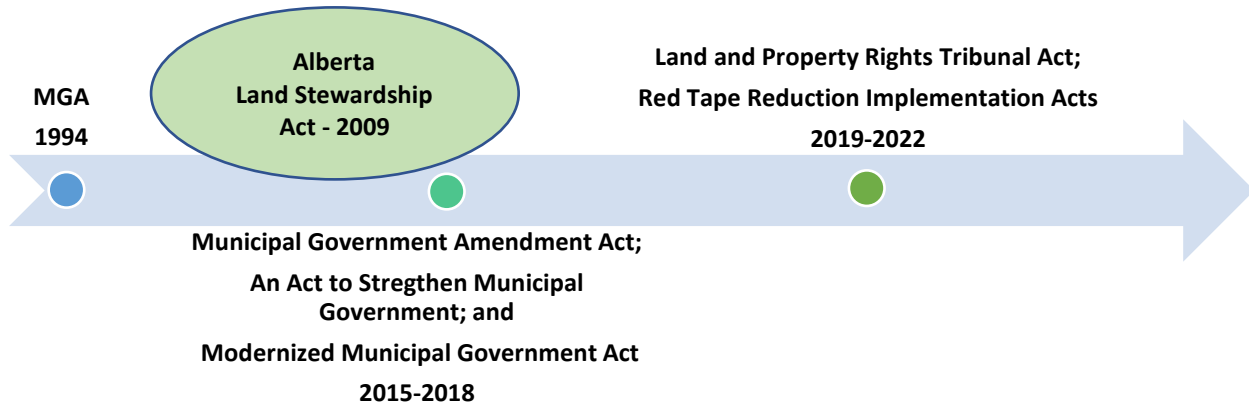 MGA
1994
Alberta
Land Stewardship
Act - 2009
Land and Property Rights Tribunal Act;
Red Tape Reduction Implementation Acts
2019-2022
Municipal Government Amendment Act;
An Act to Stregthen Municipal
Government; and
Modernized Municipal Government Act
2015-2018